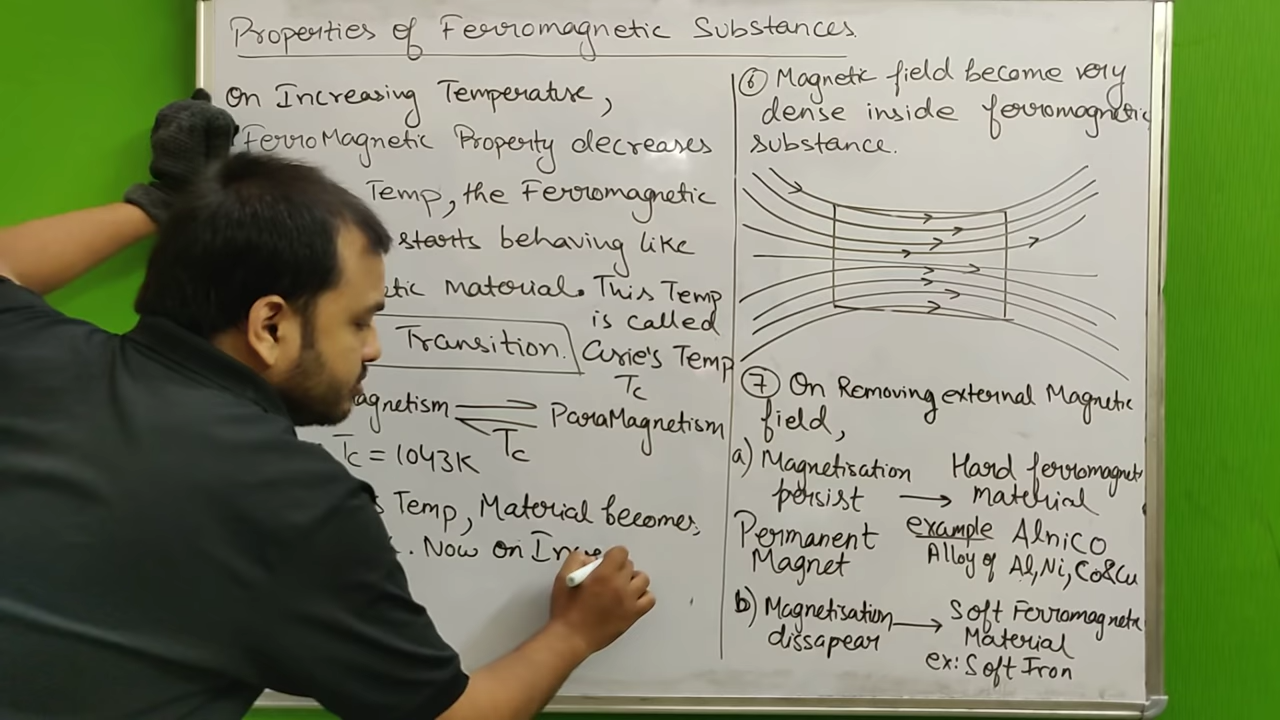 Properties of Ferromagnetic Substances
On Increasing Temperature,
FerroMagnetic Property decreases
Temp, the Ferromagnetic
starts behaving like
etic material. This Temp
is called
Transition. Curie's Temp
Tc
agnetism ⇌ ParaMagnetism
Tc
Tc = 1043K
s Temp, Material becomes
. Now on Incre
⑥ Magnetic field become very
dense inside ferromagnetic
substance.
⑦ On Removing external Magnetic
field,
a) Magnetisation Hard ferromagnet
persist → material
Permanent example Alnico
Magnet Alloy of Al, Ni, Co & Cu
b) Magnetisation → Soft Ferromagnetic
dissapear Material
ex: Soft Iron